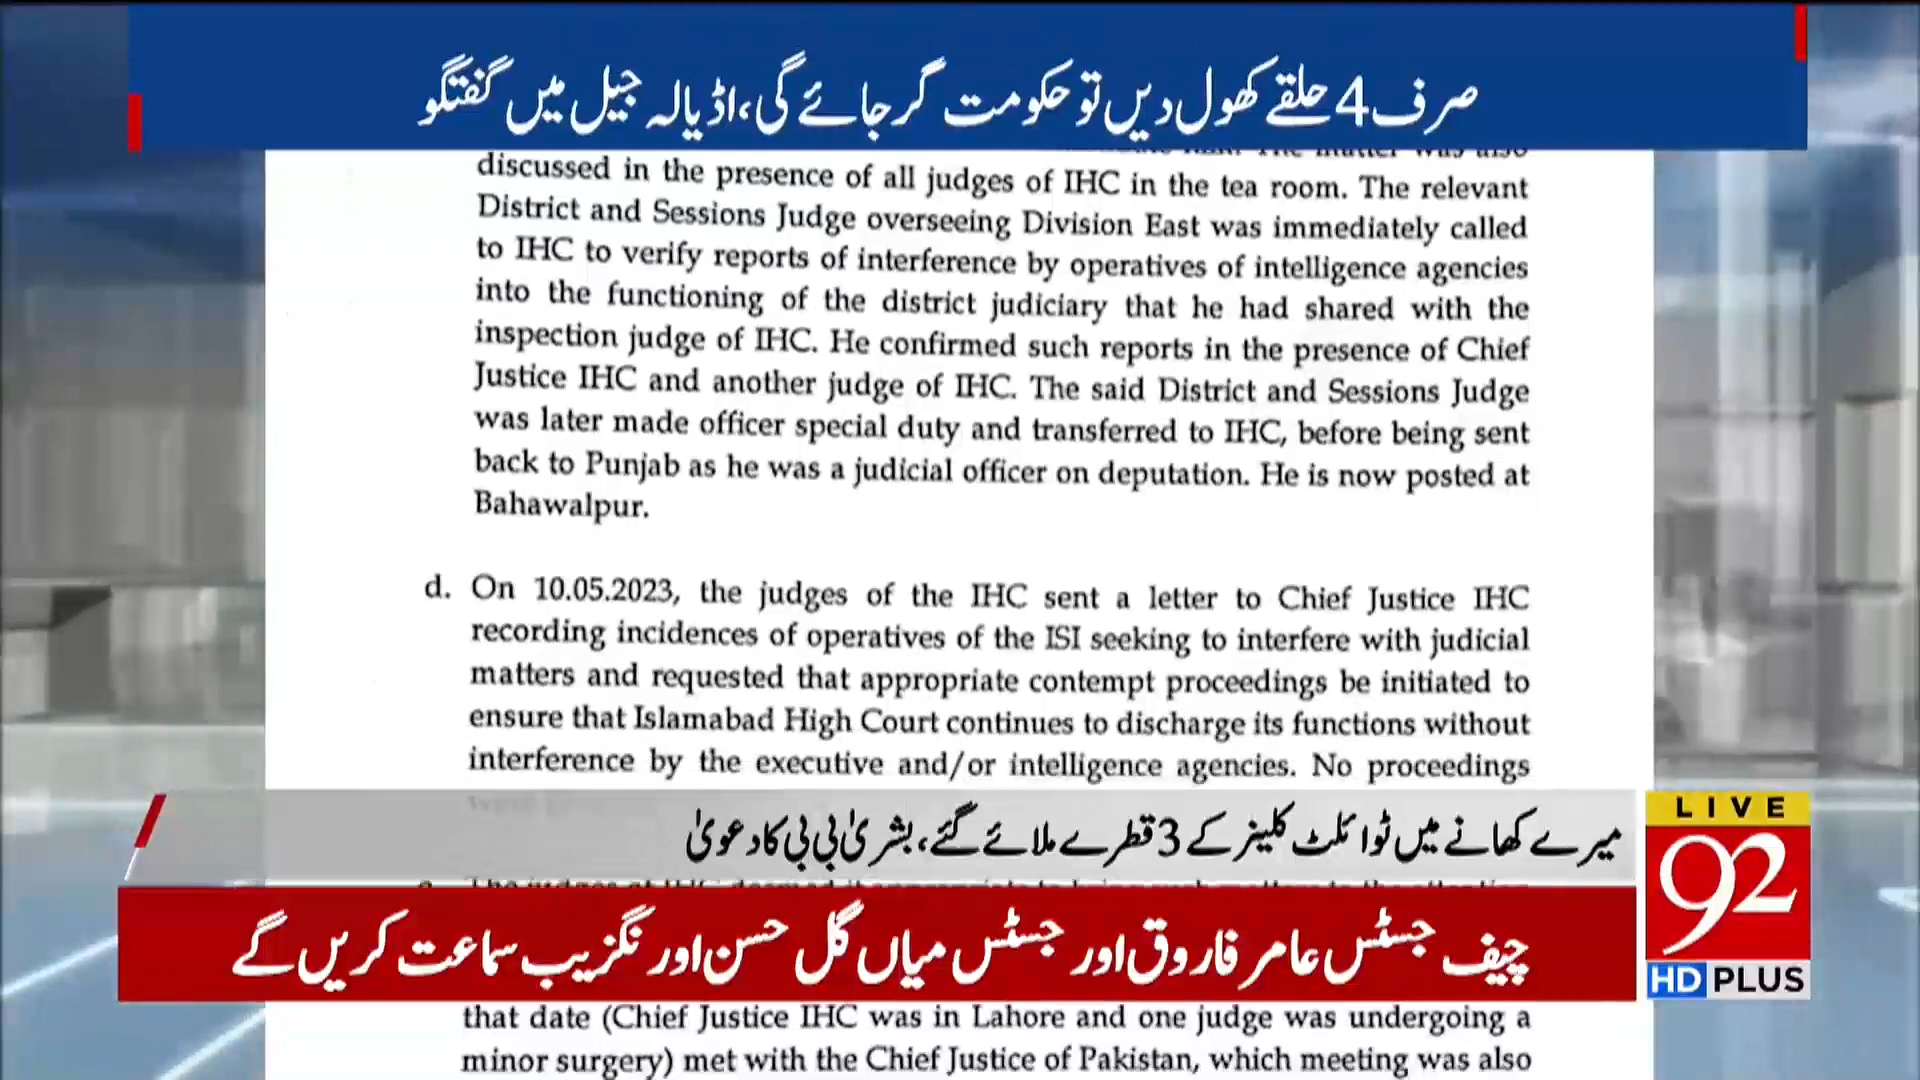 صرف 4 حلقے کھول دیں تو حکومت گر جائے گی، اڈیالہ جیل میں گفتگو
discussed in the presence of all judges of IHC in the tea room. The relevant
District and Sessions Judge overseeing Division East was immediately called
to IHC to verify reports of interference by operatives of intelligence agencies
into the functioning of the district judiciary that he had shared with the
inspection judge of IHC. He confirmed such reports in the presence of Chief
Justice IHC and another judge of IHC. The said District and Sessions Judge
was later made officer special duty and transferred to IHC, before being sent
back to Punjab as he was a judicial officer on deputation. He is now posted at
Bahawalpur.
d. On 10.05.2023, the judges of the IHC sent a letter to Chief Justice IHC
recording incidences of operatives of the ISI seeking to interfere with judicial
matters and requested that appropriate contempt proceedings be initiated to
ensure that Islamabad High Court continues to discharge its functions without
interference by the executive and/or intelligence agencies. No proceedings
میرے کھانے میں ٹوائلٹ کلینر کے 3 قطرے ملائے گئے، بشریٰ بی بی کا دعویٰ
LIVE
92
HD PLUS
چیف جسٹس عامر فاروق اور جسٹس میاں گل حسن اورنگزیب سماعت کریں گے
that date (Chief Justice IHC was in Lahore and one judge was undergoing a
minor surgery) met with the Chief Justice of Pakistan, which meeting was also